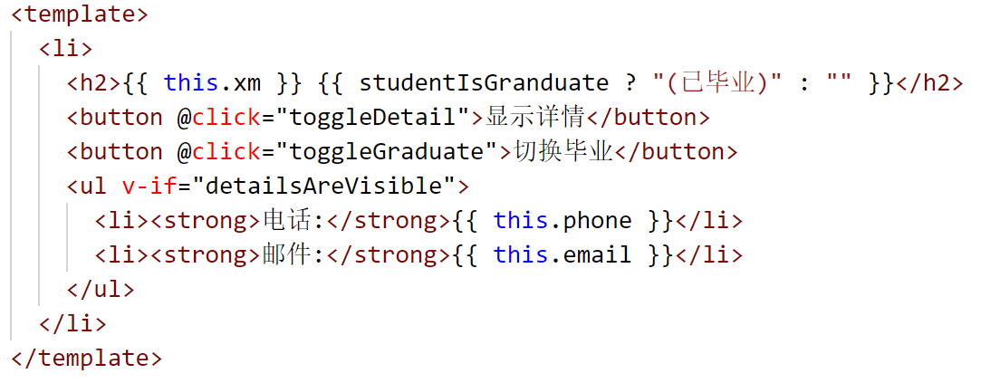 <template>
<li>
<h2>{{ this.xm }} {{ studentIsGranduate ? "(已毕业)" : "" }}</h2>
<button @click="toggleDetail">显示详情</button>
<button @click="toggleGraduate">切换毕业</button>
<ul v-if="detailsAreVisible">
<li><strong>电话:</strong>{{ this.phone }}</li>
<li><strong>邮件:</strong>{{ this.email }}</li>
</ul>
</li>
</template>